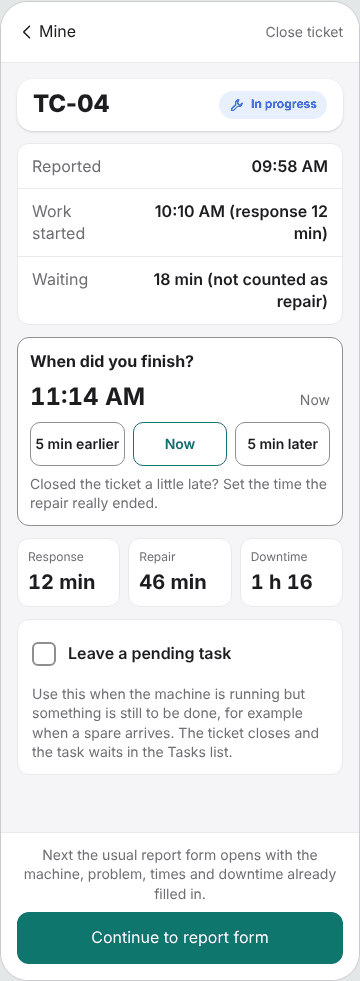 Mine
Close ticket
TC-04
In progress
Reported
09:58 AM
Work
started
10:10 AM (response 12
min)
Waiting
18 min (not counted as
repair)
When did you finish?
11:14 AM
Now
5 min earlier
Now
5 min later
Closed the ticket a little late? Set the time the
repair really ended.
Response
12 min
Repair
46 min
Downtime
1 h 16
Leave a pending task
Use this when the machine is running but
something is still to be done, for example
when a spare arrives. The ticket closes and
the task waits in the Tasks list.
Next the usual report form opens with the
machine, problem, times and downtime already
filled in.
Continue to report form